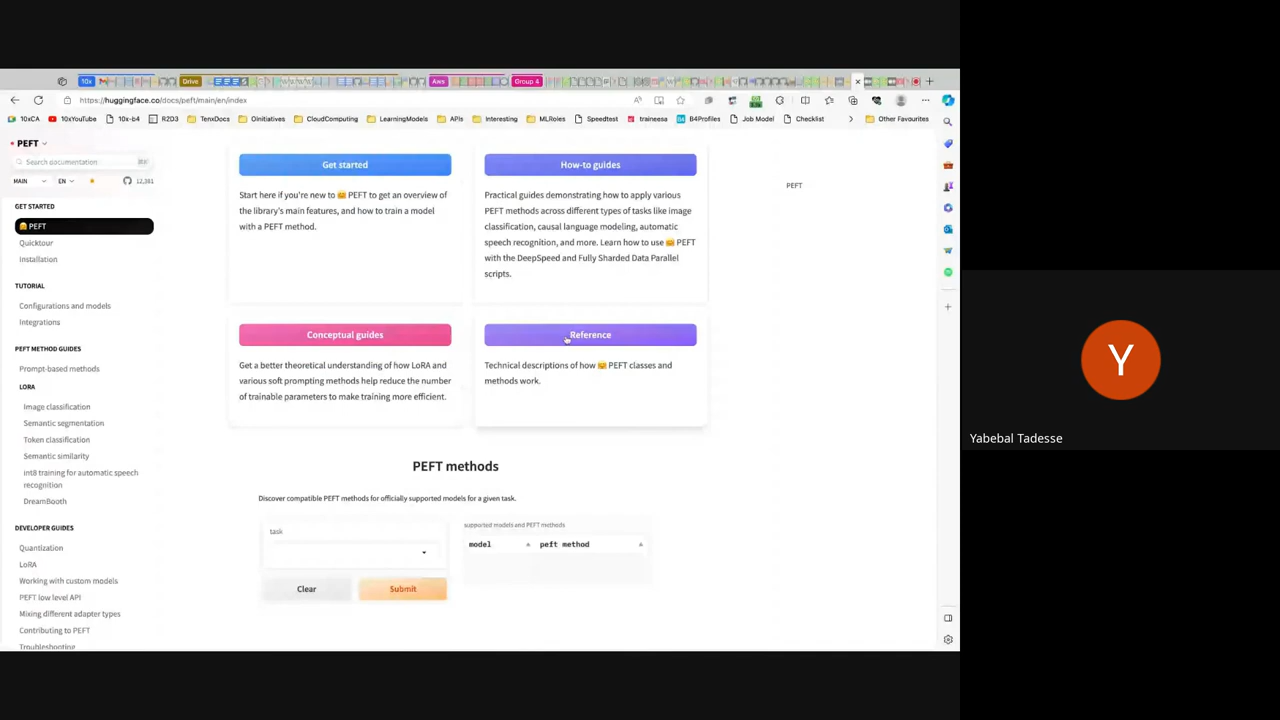 10x
Drive
Aws
Group 4
https://huggingface.co/docs/peft/main/en/index
10xCA
10xYouTube
10x-b4
R2D3
TenxDocs
OInitiatives
CloudComputing
LearningModels
APIs
Interesting
MLRoles
Speedtest
traineesa
B4Profiles
Job Model
Checklist
Other Favourites
PEFT
Search documentation
MAIN
EN
12,381
GET STARTED
PEFT
Quicktour
Installation
TUTORIAL
Configurations and models
Integrations
PEFT METHOD GUIDES
Prompt-based methods
LORA
Image classification
Semantic segmentation
Token classification
Semantic similarity
int8 training for automatic speech
recognition
DreamBooth
DEVELOPER GUIDES
Quantization
LoRA
Working with custom models
PEFT low level API
Mixing different adapter types
Contributing to PEFT
Troubleshooting
Get started
Start here if you're new to 🤗 PEFT to get an overview of
the library's main features, and how to train a model
with a PEFT method.
How-to guides
Practical guides demonstrating how to apply various
PEFT methods across different types of tasks like image
classification, causal language modeling, automatic
speech recognition, and more. Learn how to use 🤗 PEFT
with the DeepSpeed and Fully Sharded Data Parallel
scripts.
Conceptual guides
Get a better theoretical understanding of how LoRA and
various soft prompting methods help reduce the number
of trainable parameters to make training more efficient.
Reference
Technical descriptions of how 🤗 PEFT classes and
methods work.
PEFT methods
Discover compatible PEFT methods for officially supported models for a given task.
task
Clear
Submit
supported models and PEFT methods
model
peft method
PEFT
Y
Yabebal Tadesse